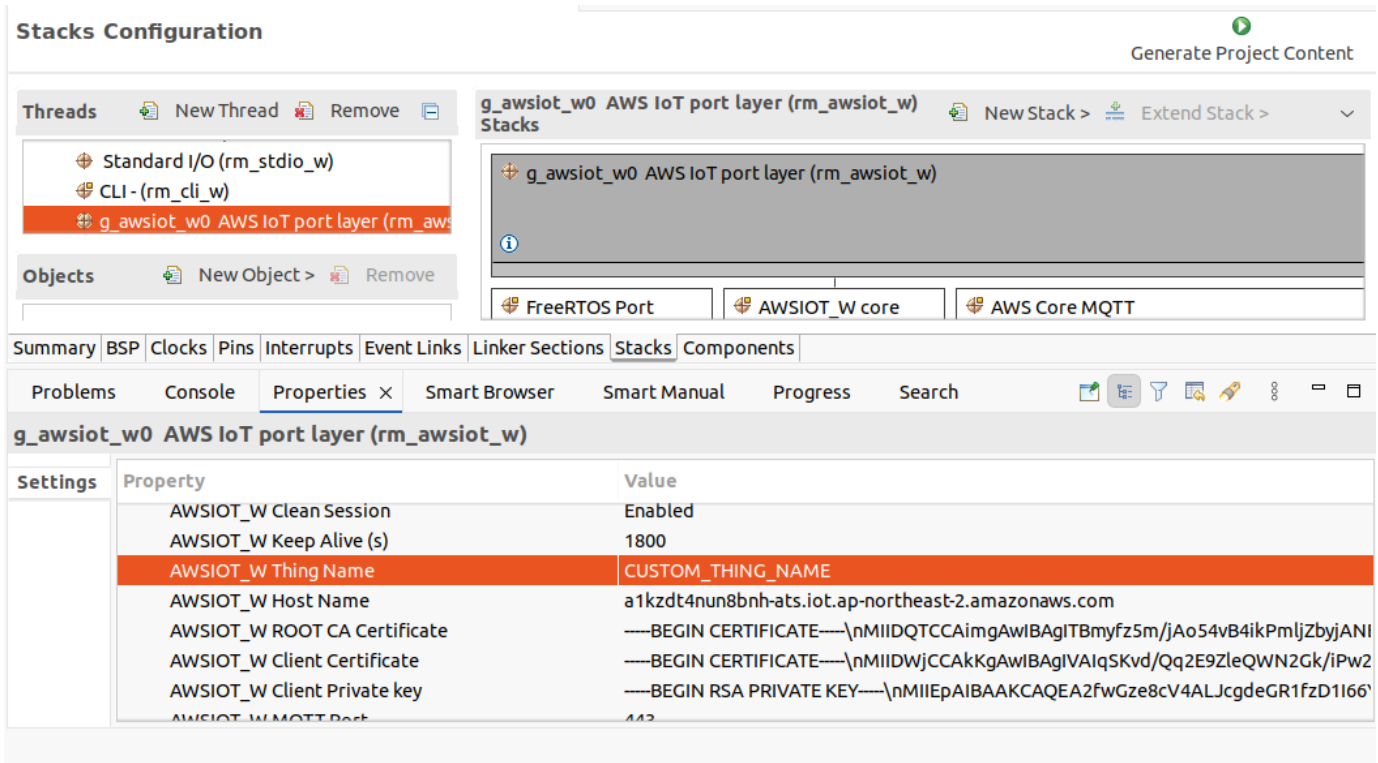 Stacks Configuration
Generate Project Content
Threads New Thread Remove
g_awsiot_w0 AWS IoT port layer (rm_awsiot_w)
Stacks
New Stack > Extend Stack >
Standard I/O (rm_stdio_w)
CLI - (rm_cli_w)
g_awsiot_w0 AWS IoT port layer (rm_aws
g_awsiot_w0 AWS IoT port layer (rm_awsiot_w)
Objects New Object > Remove
FreeRTOS Port AWSIOT_W core AWS Core MQTT
Summary BSP Clocks Pins Interrupts Event Links Linker Sections Stacks Components
Problems Console Properties Smart Browser Smart Manual Progress Search
g_awsiot_w0 AWS IoT port layer (rm_awsiot_w)
Settings Property Value
AWSIOT_W Clean Session Enabled
AWSIOT_W Keep Alive (s) 1800
AWSIOT_W Thing Name CUSTOM_THING_NAME
AWSIOT_W Host Name a1kzdt4nun8bnh-ats.iot.ap-northeast-2.amazonaws.com
AWSIOT_W ROOT CA Certificate -----BEGIN CERTIFICATE-----\nMIIDQTCCAimgAwIBAgITBmyfz5m/jAo54vB4ikPmljZbyjANI
AWSIOT_W Client Certificate -----BEGIN CERTIFICATE-----\nMIIDWjCCAkKgAwIBAgIVAIqSKvd/Qq2E9ZleQWN2Gk/iPw2
AWSIOT_W Client Private key -----BEGIN RSA PRIVATE KEY-----\nMIIEpAIBAAKCAQEA2fwGze8cV4ALJcgdeGR1fzD1I66
AWSIOT_W MQTT Port 443